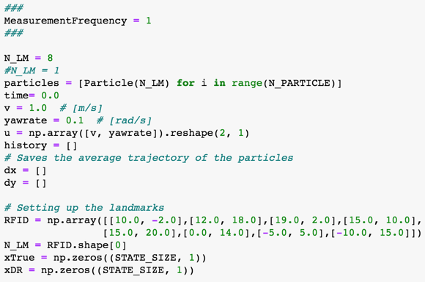 ###
MeasurementFrequency = 1
###
N_LM = 8
#N_LM = 1
particles = [Particle(N_LM) for i in range(N_PARTICLE)]
time= 0.0
v = 1.0  # [m/s]
yawrate = 0.1  # [rad/s]
u = np.array([v, yawrate]).reshape(2, 1)
history = []
# Saves the average trajectory of the particles
dx = []
dy = []
# Setting up the landmarks
RFID = np.array([[10.0, -2.0],[12.0, 18.0],[19.0, 2.0],[15.0, 10.0],
[15.0, 20.0],[0.0, 14.0],[-5.0, 5.0],[-10.0, 15.0]])
N_LM = RFID.shape[0]
xTrue = np.zeros((STATE_SIZE, 1))
xDR = np.zeros((STATE_SIZE, 1))